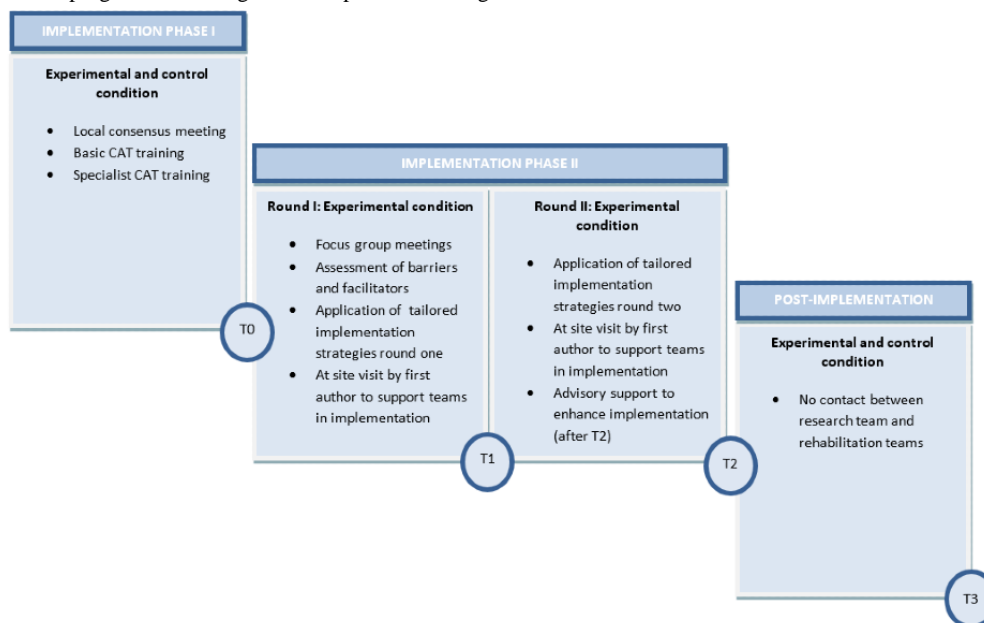 IMPLEMENTATION PHASE I
Experimental and control
condition
• Local consensus meeting
• Basic CAT training
• Specialist CAT training
T0
IMPLEMENTATION PHASE II
Round I: Experimental condition
• Focus group meetings
• Assessment of barriers
and facilitators
• Application of tailored
implementation
strategies round one
• At site visit by first
author to support teams
in implementation
T1
Round II: Experimental
condition
• Application of tailored
implementation
strategies round two
• At site visit by first
author to support teams
in implementation
• Advisory support to
enhance implementation
(after T2)
T2
POST-IMPLEMENTATION
Experimental and control
condition
• No contact between
research team and
rehabilitation teams
T3